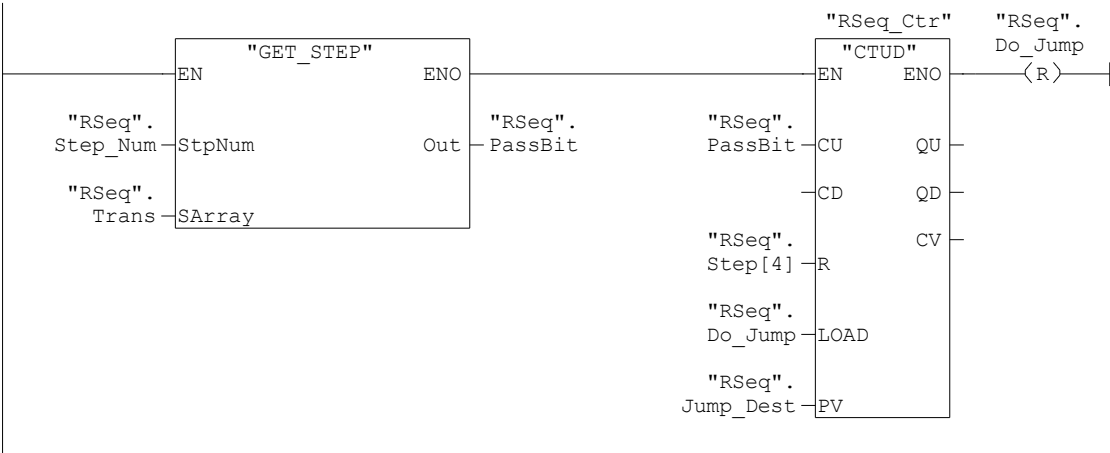 "RSeq_Ctr" "RSeq".
"GET_STEP" "CTUD" Do_Jump
EN ENO EN ENO (R)
"RSeq". "RSeq". "RSeq".
Step_Num StpNum Out PassBit PassBit CU QU
"RSeq". CD QD
Trans SArray
"RSeq". CV
Step[4] R
"RSeq".
Do_Jump LOAD
"RSeq".
Jump_Dest PV